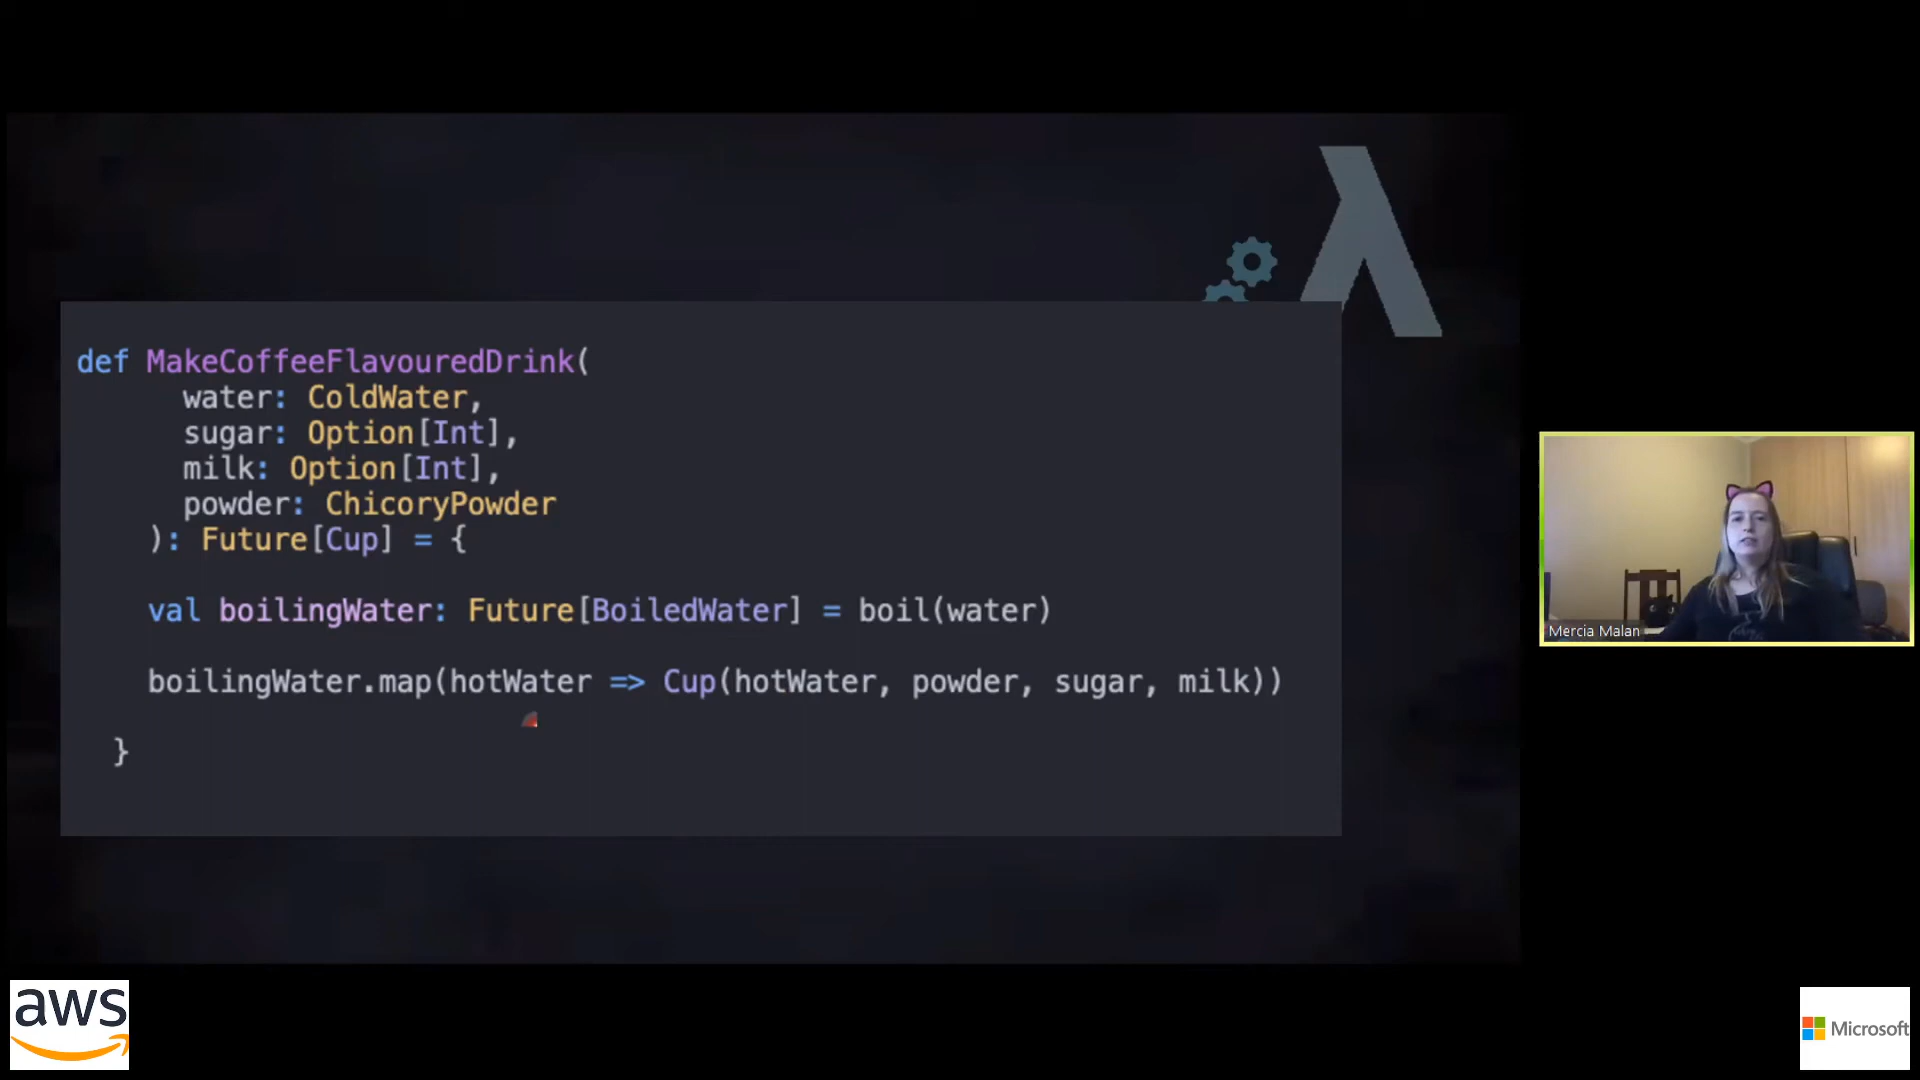 λ
def MakeCoffeeFlavouredDrink(
water: ColdWater,
sugar: Option[Int],
milk: Option[Int],
powder: ChicoryPowder
): Future[Cup] = {
val boilingWater: Future[BoiledWater] = boil(water)
boilingWater.map(hotWater => Cup(hotWater, powder, sugar, milk))
}
Mercia Malan
aws
Microsoft